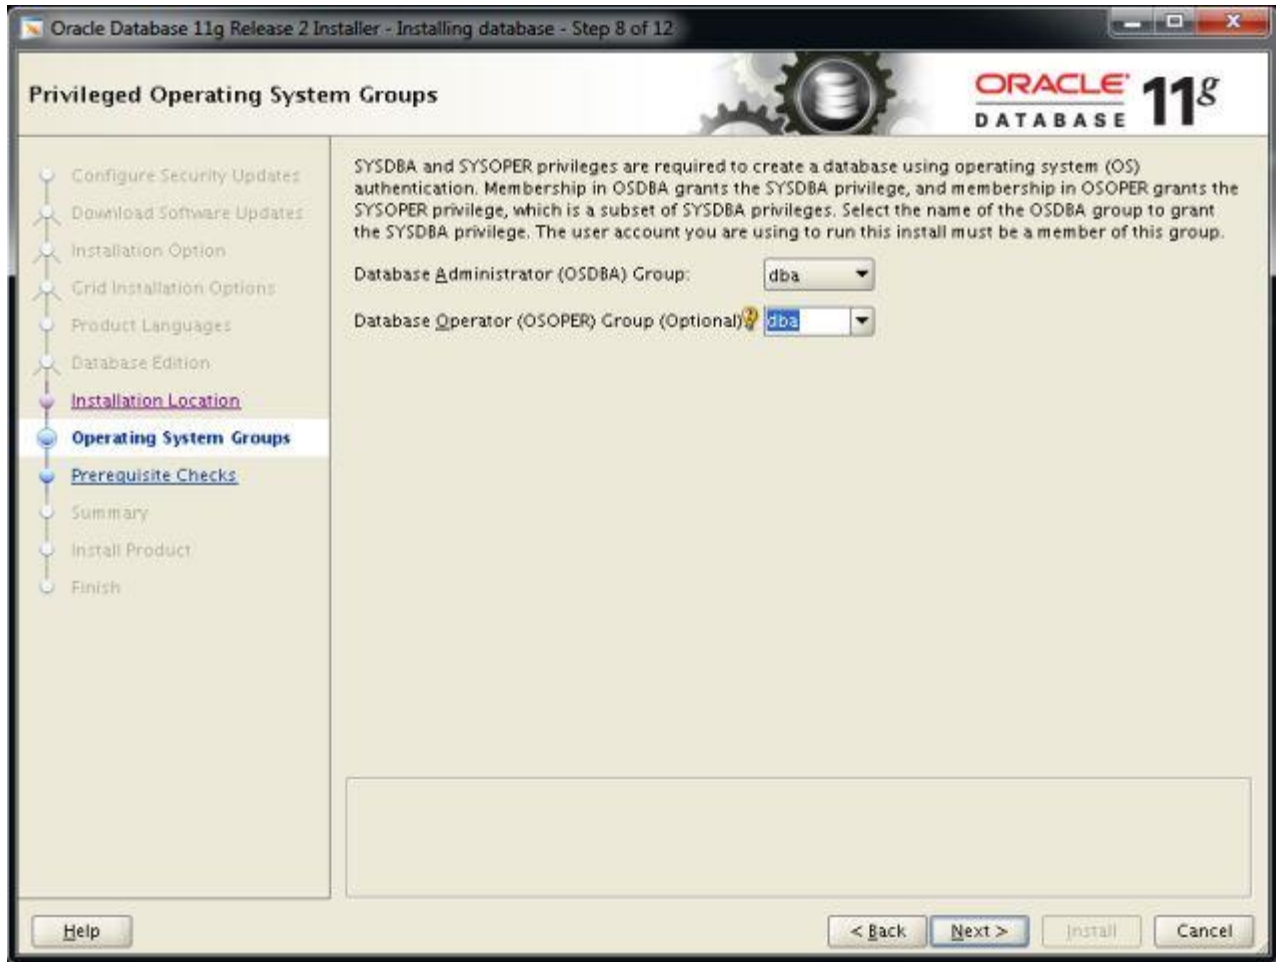 Oracle Database 11g Release 2 Installer - Installing database - Step 8 of 12
Privileged Operating System Groups
ORACLE 11g
DATABASE
Configure Security Updates
Download Software Updates
Installation Option
Grid Installation Options
Product Languages
Database Edition
Installation Location
Operating System Groups
Prerequisite Checks
Summary
Install Product
Finish
SYSDBA and SYSOPER privileges are required to create a database using operating system (OS)
authentication. Membership in OSDBA grants the SYSDBA privilege, and membership in OSOPER grants the
SYSOPER privilege, which is a subset of SYSDBA privileges. Select the name of the OSDBA group to grant
the SYSDBA privilege. The user account you are using to run this install must be a member of this group.
Database Administrator (OSDBA) Group: dba
Database Operator (OSOPER) Group (Optional) dba
Help < Back Next > Install Cancel